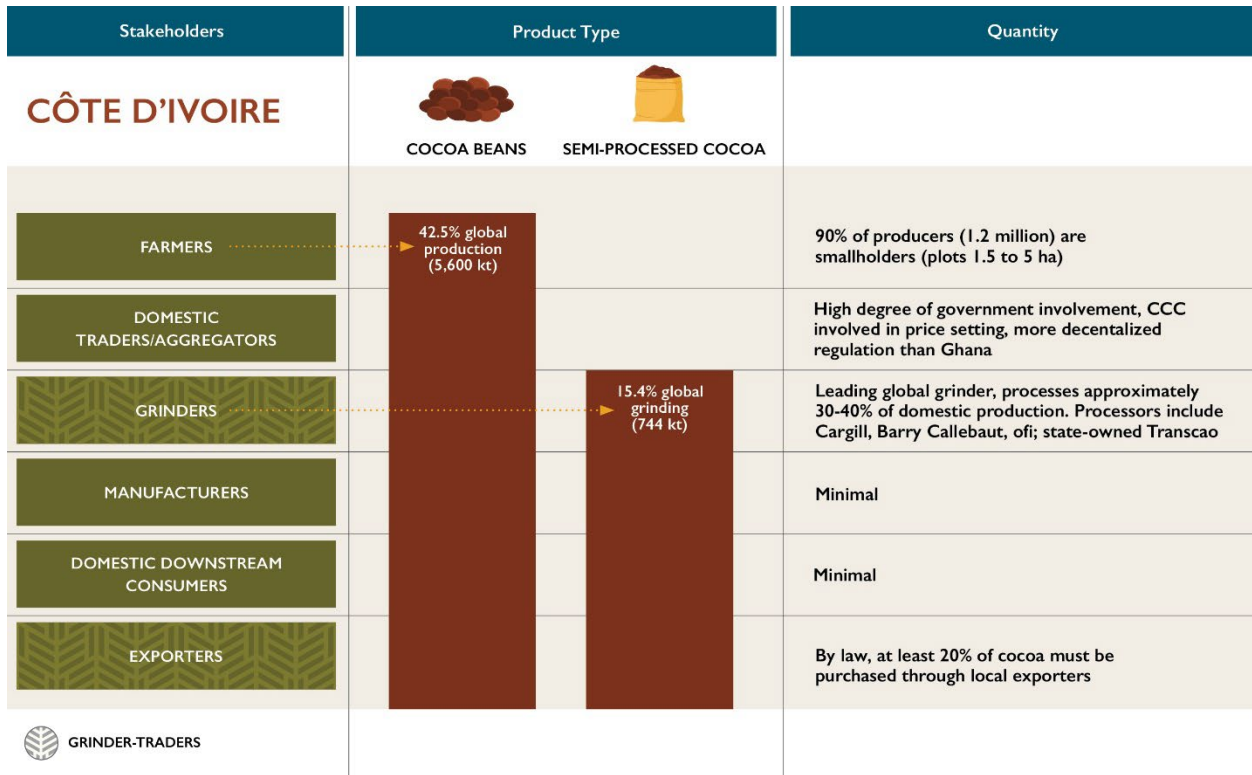 Stakeholders
Product Type
Quantity
CÔTE D'IVOIRE
COCOA BEANS
SEMI-PROCESSED COCOA
FARMERS
42.5% global
production
(5,600 kt)
90% of producers (1.2 million) are
smallholders (plots 1.5 to 5 ha)
DOMESTIC
TRADERS/AGGREGATORS
High degree of government involvement, CCC
involved in price setting, more decentalized
regulation than Ghana
GRINDERS
15.4% global
grinding
(744 kt)
Leading global grinder, processes approximately
30-40% of domestic production. Processors include
Cargill, Barry Callebaut, ofi; state-owned Transcao
MANUFACTURERS
Minimal
DOMESTIC DOWNSTREAM
CONSUMERS
Minimal
EXPORTERS
By law, at least 20% of cocoa must be
purchased through local exporters
GRINDER-TRADERS